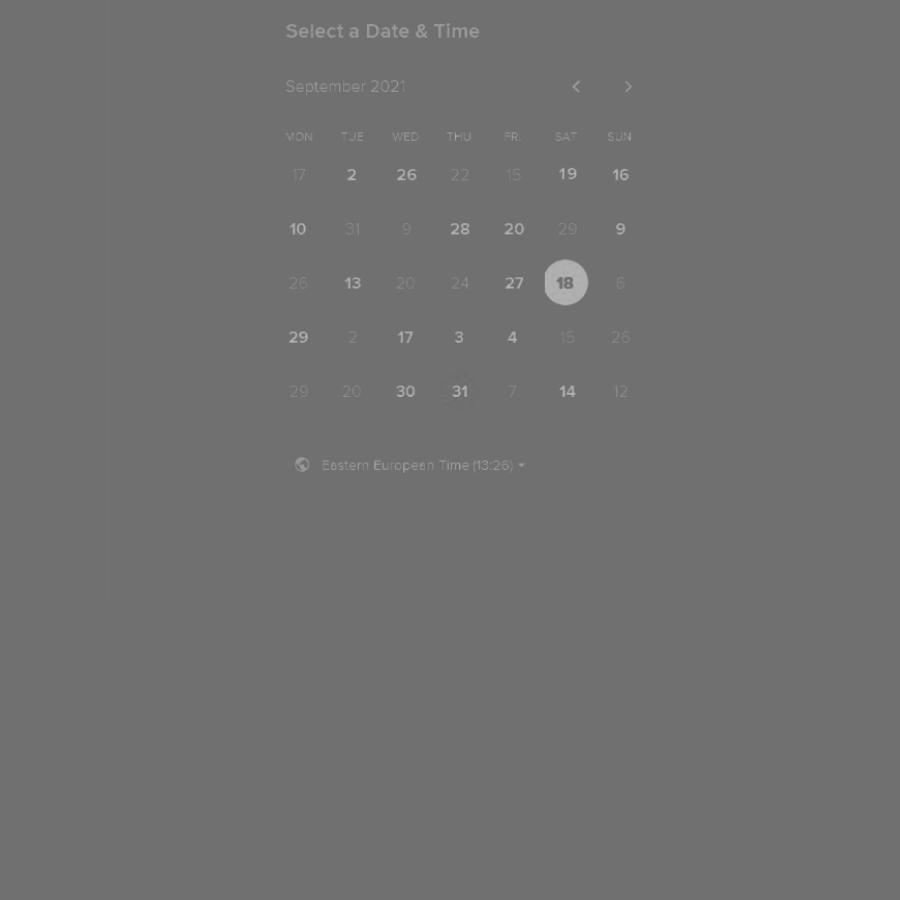 Select a Date & Time
September 2021
MON TUE WED THU FRI SAT SUN
17 2 26 22 15 19 16
10 31 9 28 20 29 9
26 13 20 24 27 18 6
29 2 17 3 4 15 26
29 20 30 31 7 14 12
Eastern European Time (13:26)